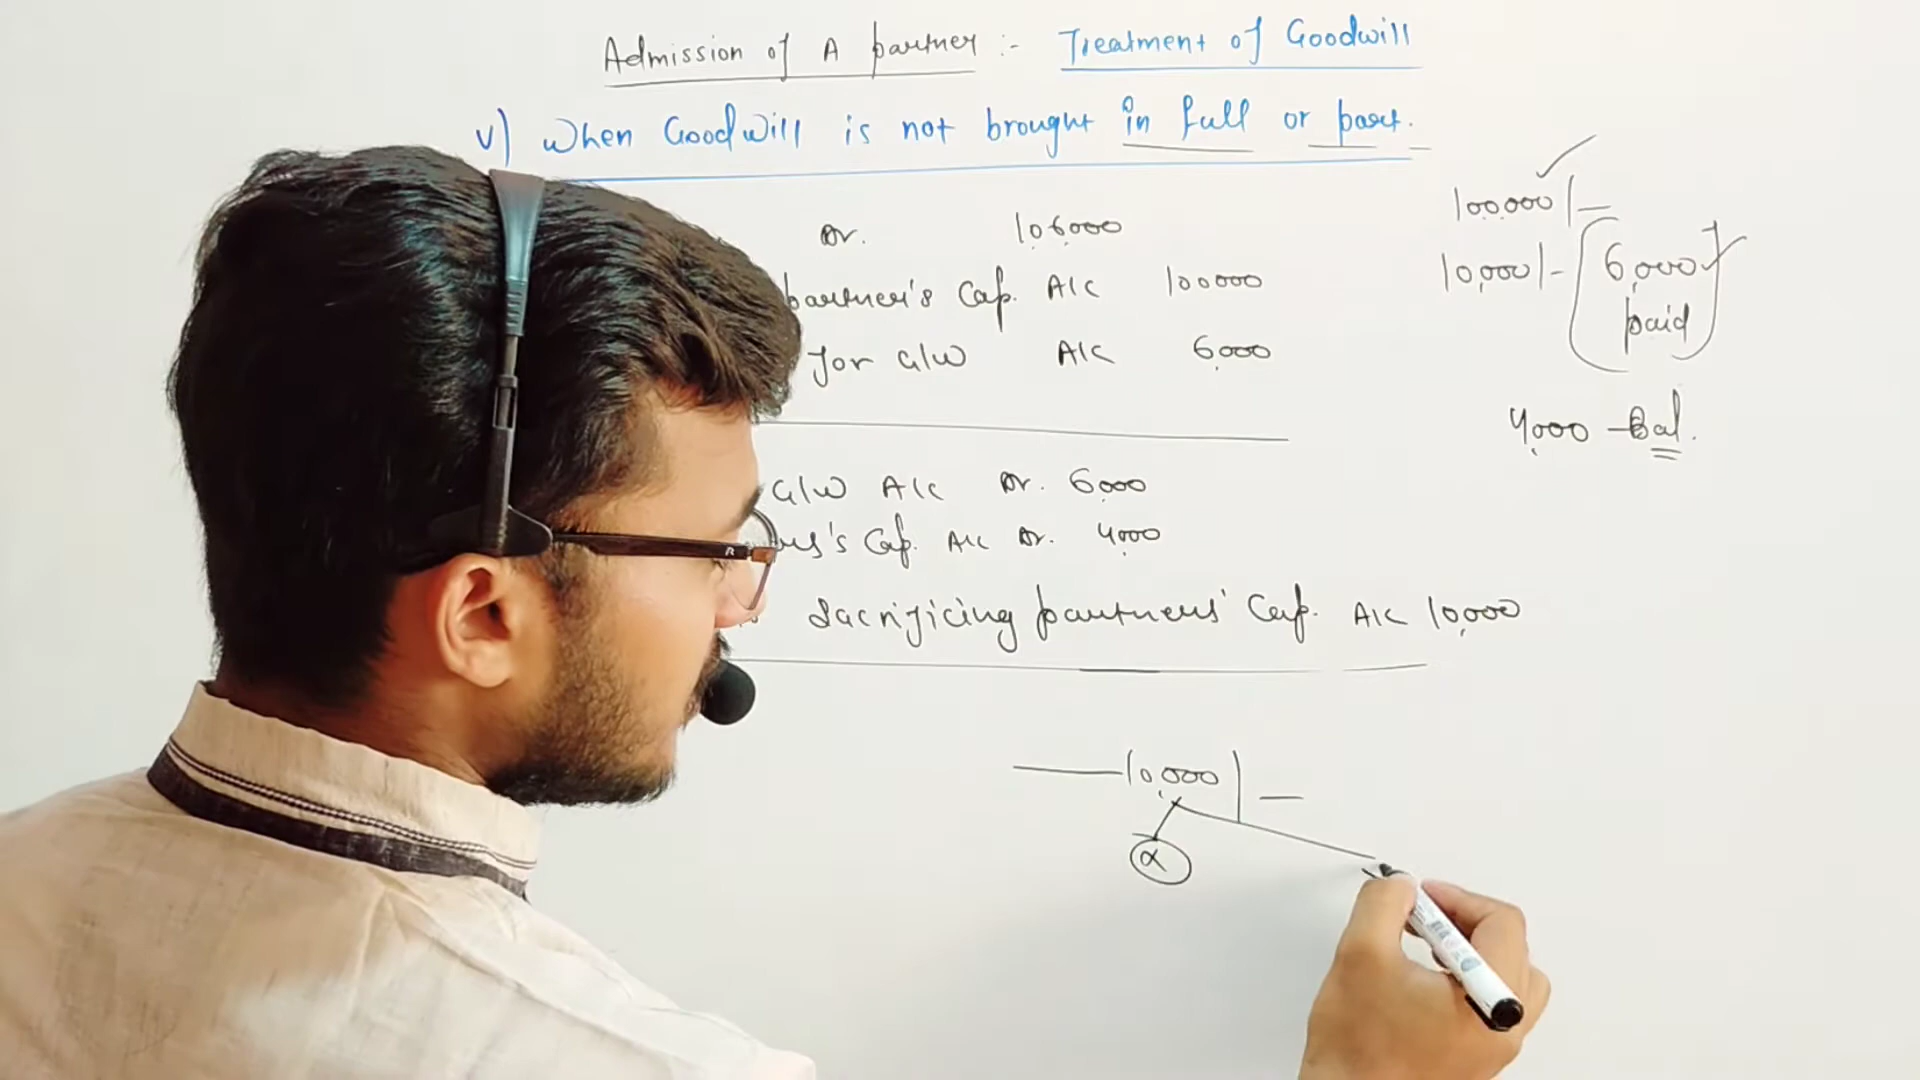 Admission of A partner :- Treatment of Goodwill
v) When Goodwill is not brought in full or part.
Dr. 106000
partner's Cap. A/C 100000
for G/W A/C 6,000
G/W A/C Dr. 6,000
Cap. A/C Dr. 4,000
Sacrificing partners' Cap. A/C 10,000
100,000/-
10,000/- 6,000
paid
4,000 - Bal.
10,000/-